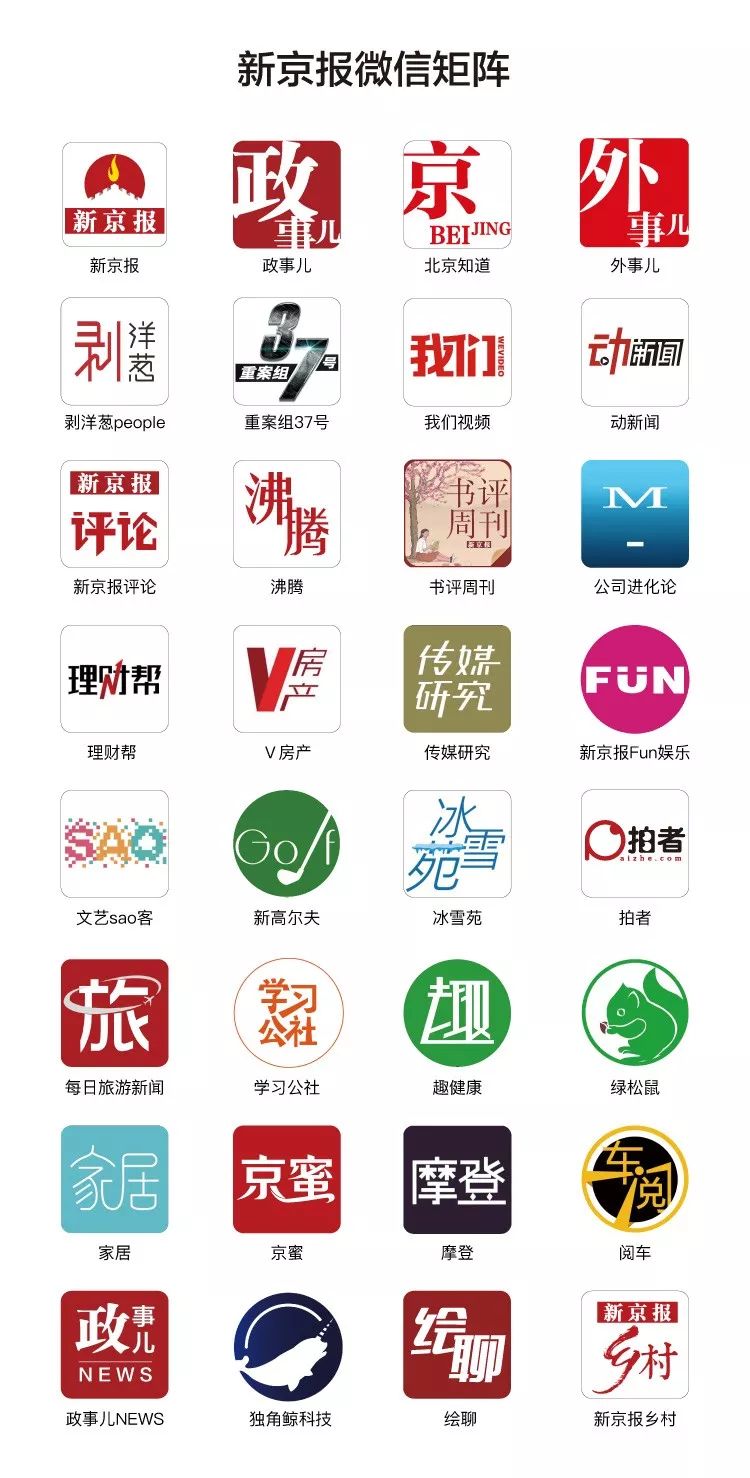 新京报微信矩阵
新京报
政事儿
京 BEIJING
外事儿
新京报
政事儿
北京知道
外事儿
剥洋葱
重案组37号
我们 WEVIDEO
动新闻
剥洋葱people
重案组37号
我们视频
动新闻
新京报
评论
沸腾
书评
周刊
新京报
M
新京报评论
沸腾
书评周刊
公司进化论
理财帮
V房产
传媒
研究
FUN
理财帮
V房产
传媒研究
新京报Fun娱乐
SAO
Golf
冰雪苑
拍者
aizhe.com
文艺sao客
新高尔夫
冰雪苑
拍者
旅
学习
公社
趣
每日旅游新闻
学习公社
趣健康
绿松鼠
家居
京蜜
摩登
车阅
家居
京蜜
摩登
阅车
政事儿
NEWS
绘聊
新京报
乡村
政事儿NEWS
独角鲸科技
绘聊
新京报乡村